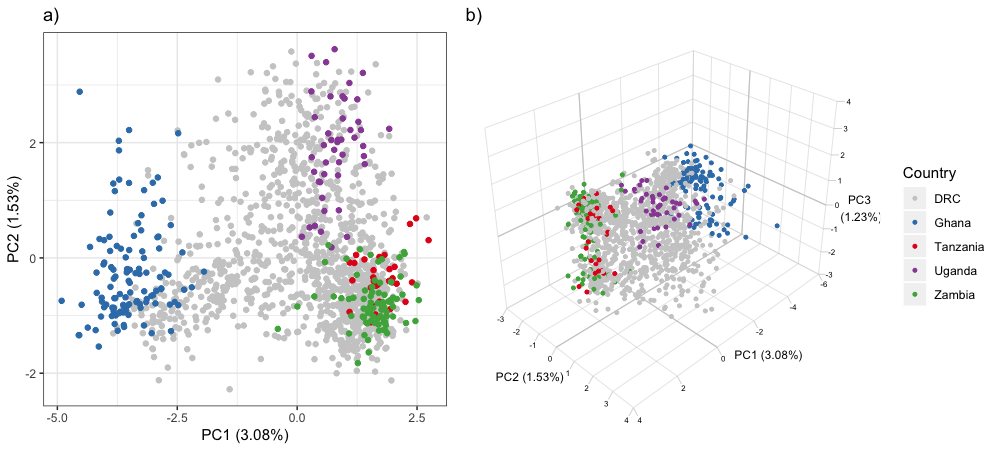 a)
b)
2
0
-2
PC2 (1.53%)
-5.0
-2.5
0.0
2.5
PC1 (3.08%)
4
3
2
1
0
-1
-2
-3
-6
PC3
(1.23%)
-4
-2
0
2
4
PC1 (3.08%)
-3
-2
-1
0
1
2
3
4
PC2 (1.53%)
Country
DRC
Ghana
Tanzania
Uganda
Zambia